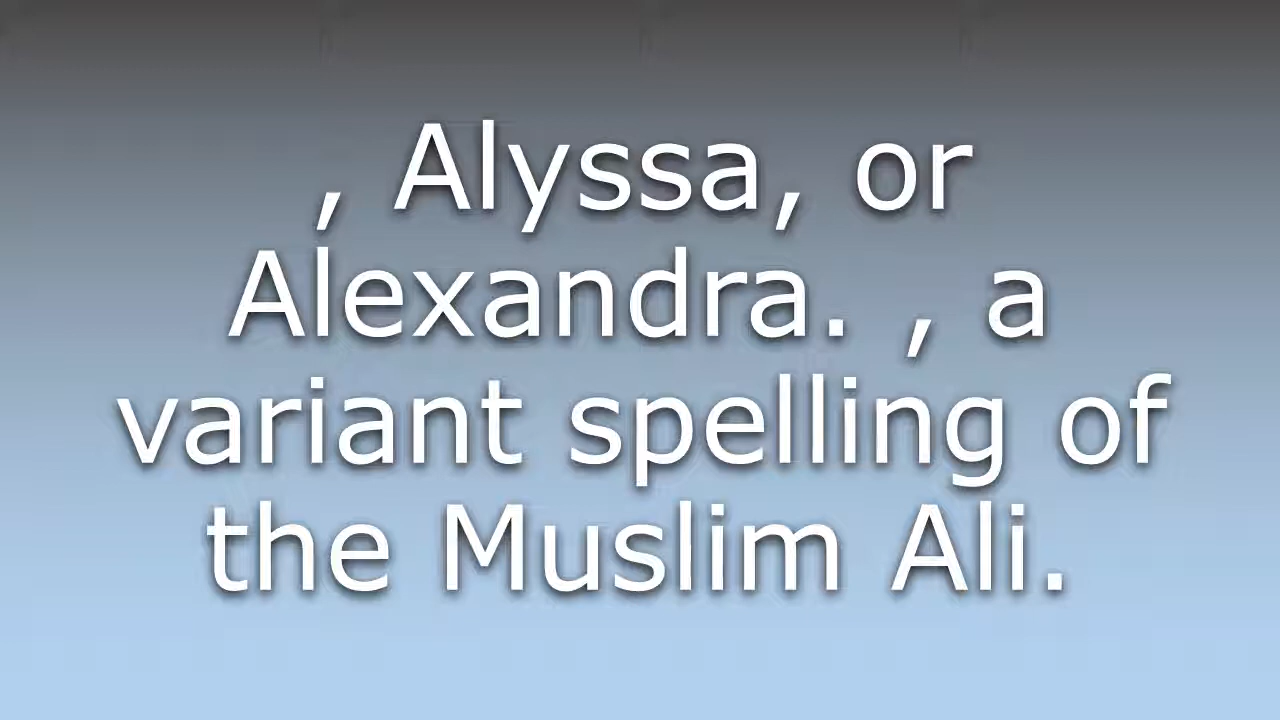 , Alyssa, or
Alexandra. , a
variant spelling of
the Muslim Ali.